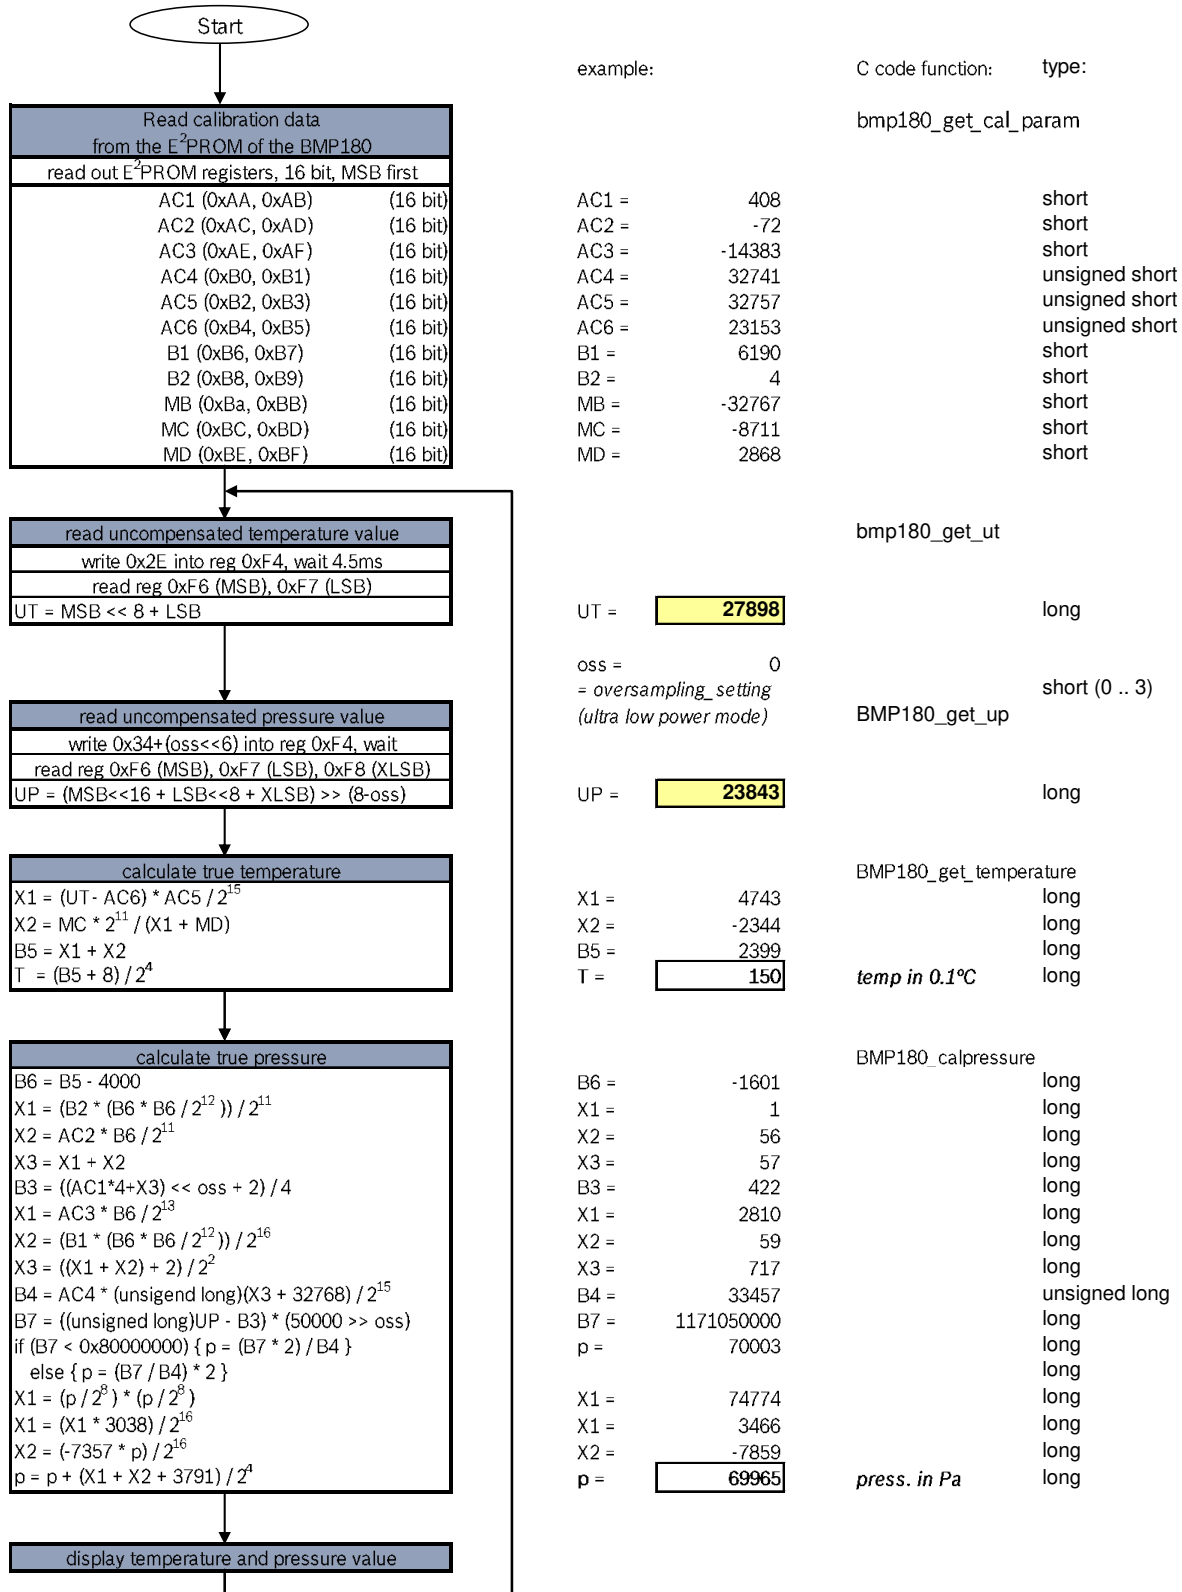 Start
example: C code function: type:
Read calibration data bmp180_get_cal_param
from the E²PROM of the BMP180
read out E²PROM registers, 16 bit, MSB first
AC1 (0xAA, 0xAB) (16 bit) AC1 = 408 short
AC2 (0xAC, 0xAD) (16 bit) AC2 = -72 short
AC3 (0xAE, 0xAF) (16 bit) AC3 = -14383 short
AC4 (0xB0, 0xB1) (16 bit) AC4 = 32741 unsigned short
AC5 (0xB2, 0xB3) (16 bit) AC5 = 32757 unsigned short
AC6 (0xB4, 0xB5) (16 bit) AC6 = 23153 unsigned short
B1 (0xB6, 0xB7) (16 bit) B1 = 6190 short
B2 (0xB8, 0xB9) (16 bit) B2 = 4 short
MB (0xBa, 0xBB) (16 bit) MB = -32767 short
MC (0xBC, 0xBD) (16 bit) MC = -8711 short
MD (0xBE, 0xBF) (16 bit) MD = 2868 short
read uncompensated temperature value bmp180_get_ut
write 0x2E into reg 0xF4, wait 4.5ms
read reg 0xF6 (MSB), 0xF7 (LSB)
UT = MSB << 8 + LSB UT = 27898 long
oss = 0
= oversampling_setting short (0 .. 3)
read uncompensated pressure value (ultra low power mode) BMP180_get_up
write 0x34+(oss<<6) into reg 0xF4, wait
read reg 0xF6 (MSB), 0xF7 (LSB), 0xF8 (XLSB)
UP = (MSB<<16 + LSB<<8 + XLSB) >> (8-oss) UP = 23843 long
calculate true temperature BMP180_get_temperature
X1 = (UT - AC6) * AC5 / 2¹⁵ X1 = 4743 long
X2 = MC * 2¹¹ / (X1 + MD) X2 = -2344 long
B5 = X1 + X2 B5 = 2399 long
T = (B5 + 8) / 2⁴ T = 150 temp in 0.1ºC long
calculate true pressure BMP180_calpressure
B6 = B5 - 4000 B6 = -1601 long
X1 = (B2 * (B6 * B6 / 2¹² )) / 2¹¹ X1 = 1 long
X2 = AC2 * B6 / 2¹¹ X2 = 56 long
X3 = X1 + X2 X3 = 57 long
B3 = ((AC1*4+X3) << oss + 2) / 4 B3 = 422 long
X1 = AC3 * B6 / 2¹³ X1 = 2810 long
X2 = (B1 * (B6 * B6 / 2¹² )) / 2¹⁶ X2 = 59 long
X3 = ((X1 + X2) + 2) / 2² X3 = 717 long
B4 = AC4 * (unsigend long)(X3 + 32768) / 2¹⁵ B4 = 33457 unsigned long
B7 = ((unsigned long)UP - B3) * (50000 >> oss) B7 = 1171050000 long
if (B7 < 0x80000000) { p = (B7 * 2) / B4 } p = 70003 long
else { p = (B7 / B4) * 2 } long
X1 = (p / 2⁸ ) * (p / 2⁸ ) X1 = 74774 long
X1 = (X1 * 3038) / 2¹⁶ X1 = 3466 long
X2 = (-7357 * p) / 2¹⁶ X2 = -7859 long
p = p + (X1 + X2 + 3791) / 2⁴ p = 69965 press. in Pa long
display temperature and pressure value